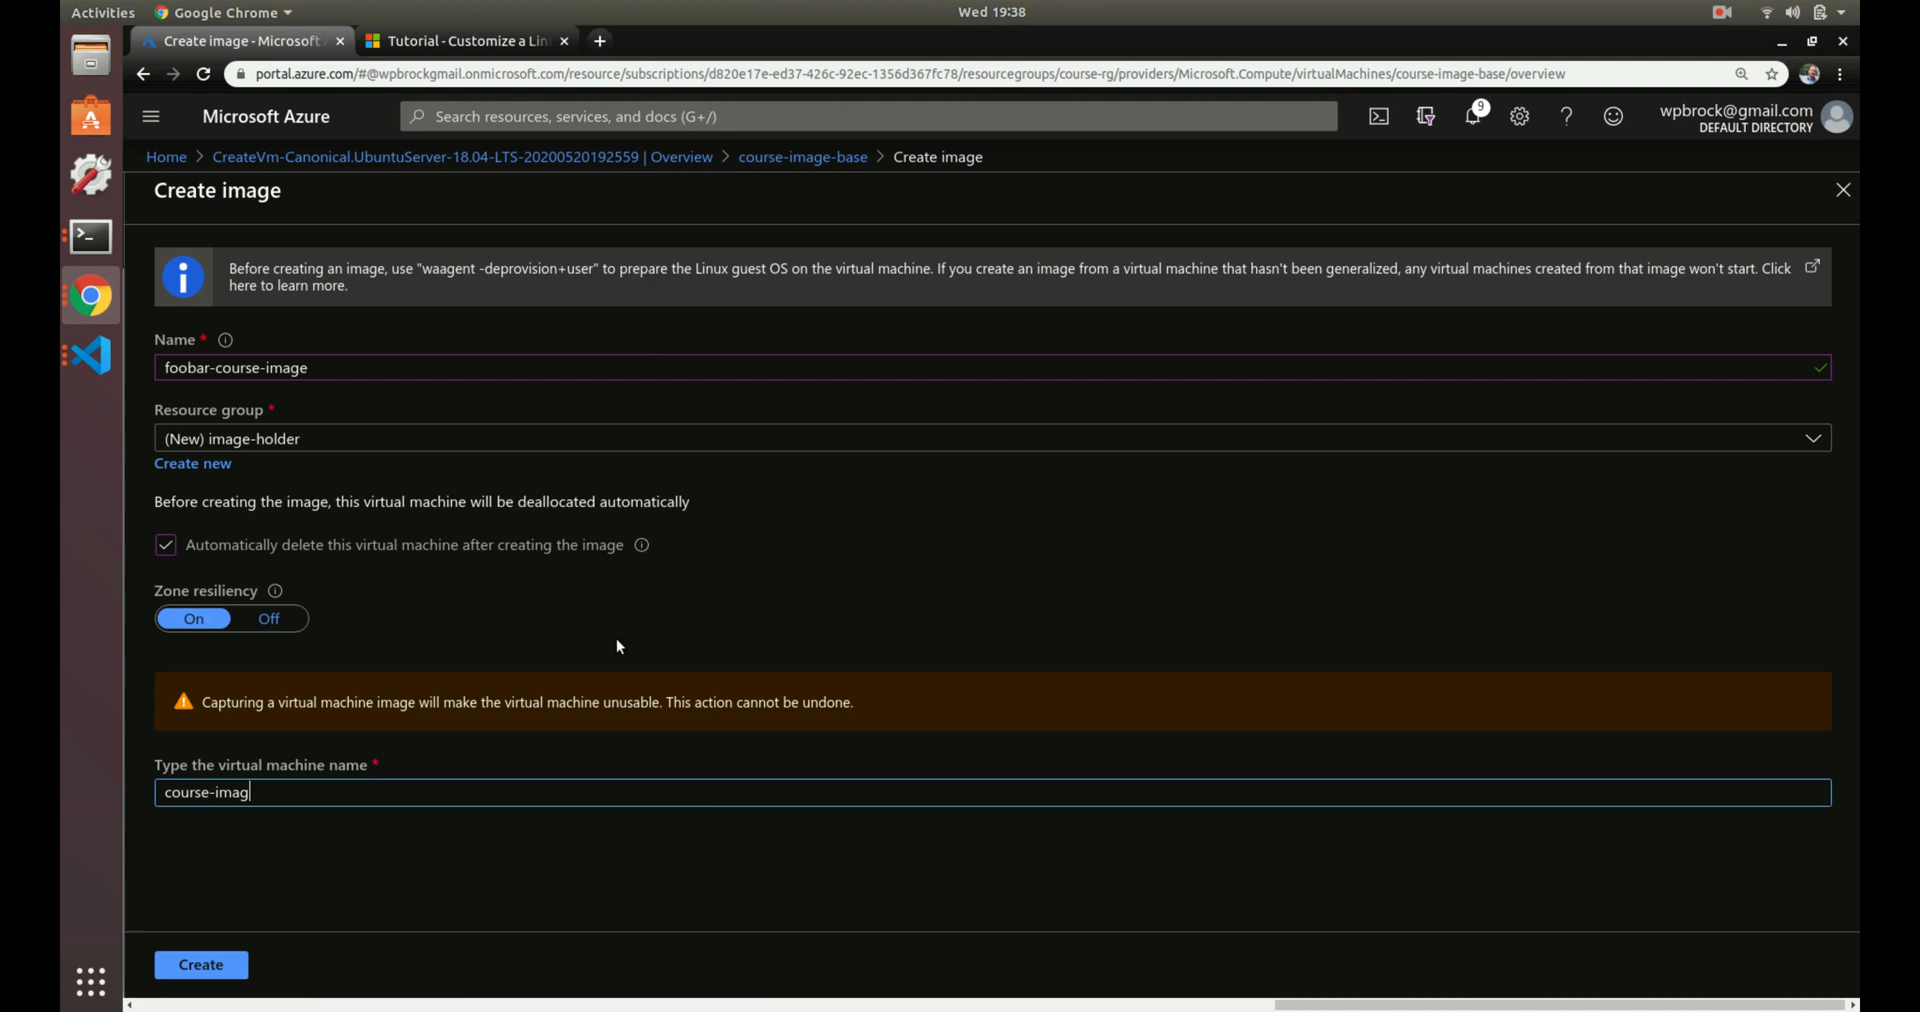 Activities
Google Chrome
Wed 19:38
Create image - Microsoft A
Tutorial - Customize a Lin
portal.azure.com/#@wpbrockgmail.onmicrosoft.com/resource/subscriptions/d820e17e-ed37-426c-92ec-1356d367fc78/resourcegroups/course-rg/providers/Microsoft.Compute/virtualMachines/course-image-base/overview
Microsoft Azure
Search resources, services, and docs (G+/)
9
wpbrock@gmail.com
DEFAULT DIRECTORY
Home > CreateVm-Canonical.UbuntuServer-18.04-LTS-20200520192559 | Overview > course-image-base > Create image
Create image
Before creating an image, use "waagent -deprovision+user" to prepare the Linux guest OS on the virtual machine. If you create an image from a virtual machine that hasn't been generalized, any virtual machines created from that image won't start. Click
here to learn more.
Name *
foobar-course-image
Resource group *
(New) image-holder
Create new
Before creating the image, this virtual machine will be deallocated automatically
Automatically delete this virtual machine after creating the image
Zone resiliency
On Off
Capturing a virtual machine image will make the virtual machine unusable. This action cannot be undone.
Type the virtual machine name *
course-imag
Create